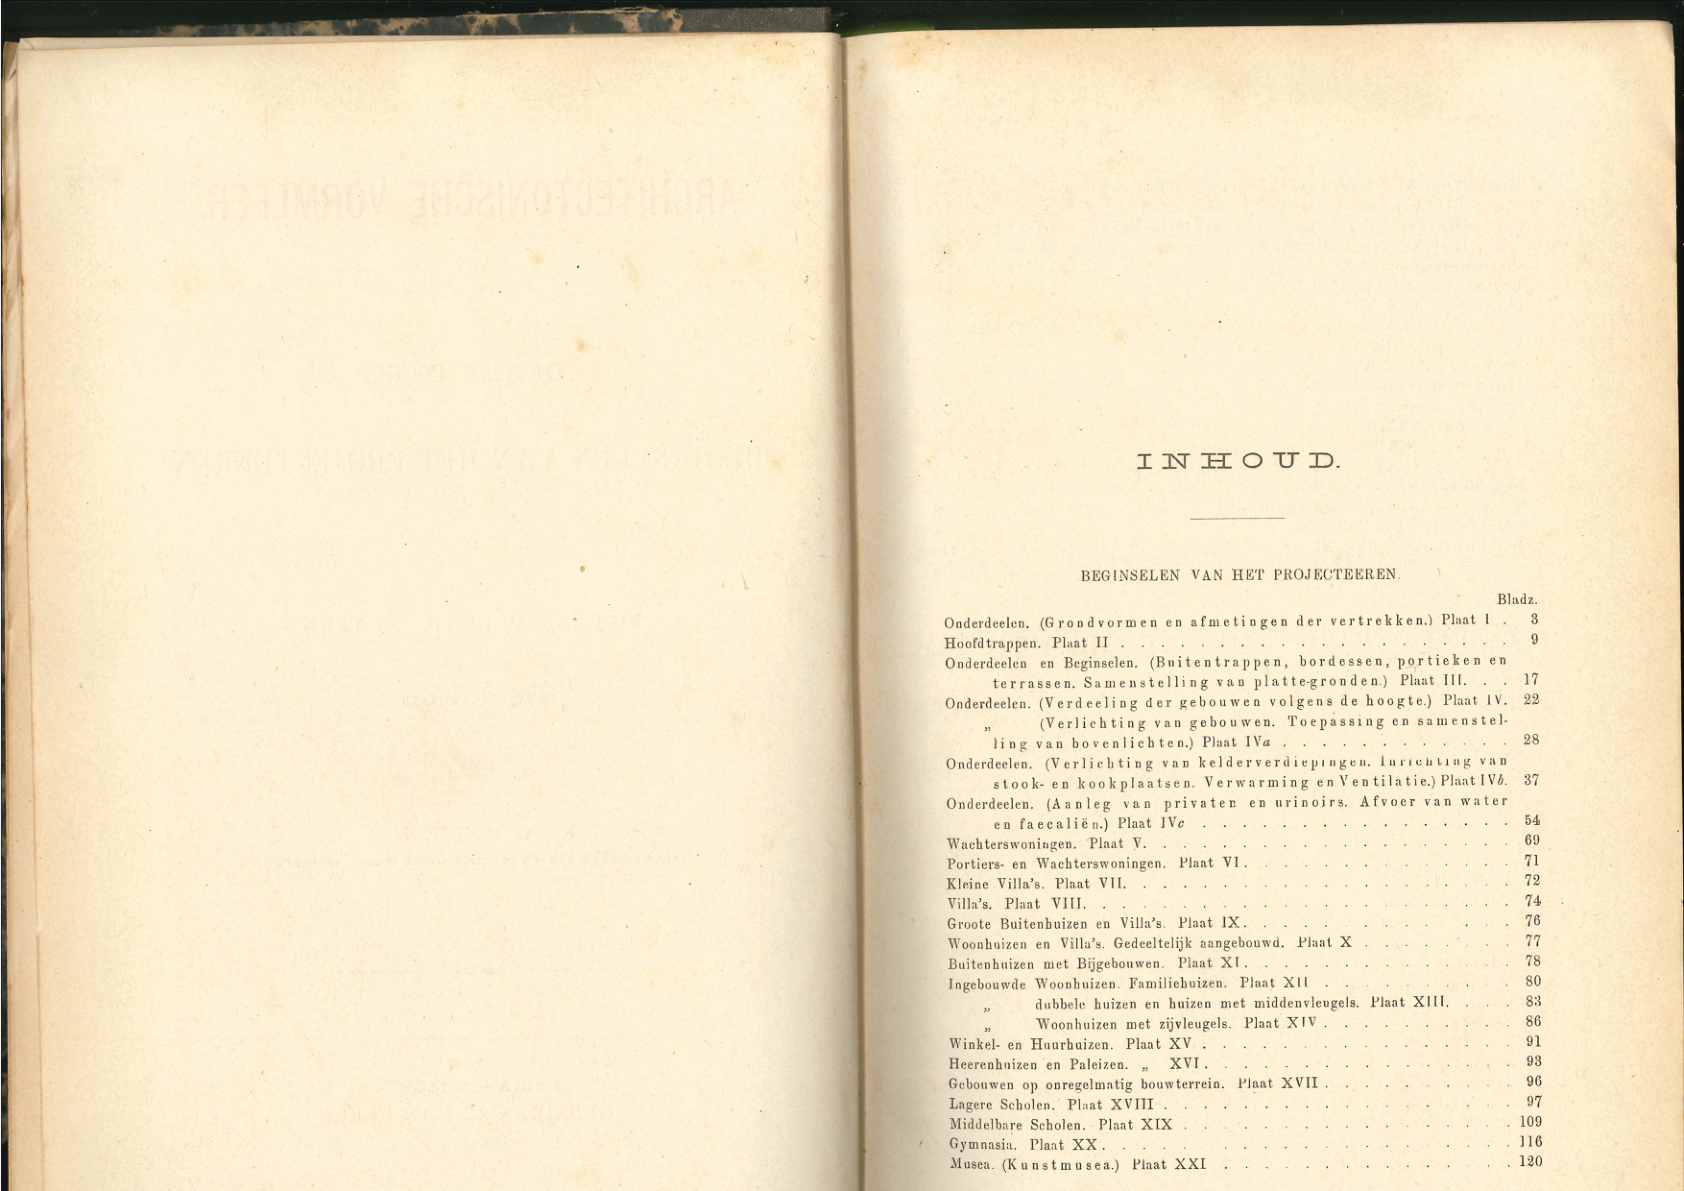 INHOUD.
BEGINSELEN VAN HET PROJECTEEREN.
Bladz.
Onderdeelen. (Grondvormen en afmetingen der vertrekken.) Plaat I . 3
Hoofdtrappen. Plaat II . . . . . . . . . . . . . . . . 9
Onderdeelen en Beginselen. (Buitentrappen, bordessen, portieken en
terrassen. Samenstelling van platte-gronden.) Plaat III. . . 17
Onderdeelen. (Verdeeling der gebouwen volgens de hoogte.) Plaat IV. 22
„ (Verlichting van gebouwen. Toepassing en samenstel-
ling van bovenlichten.) Plaat IVa . . . . . . . . . . . . 28
Onderdeelen. (Verlichting van kelderverdiepingen. Inrichting van
stook- en kookplaatsen. Verwarming en Ventilatie.) Plaat IVb. 37
Onderdeelen. (Aanleg van privaten en urinoirs. Afvoer van water
en faecaliën.) Plaat IVc . . . . . . . . . . . . . . . . 54
Wachterswoningen. Plaat V. . . . . . . . . . . . . . . . 69
Portiers- en Wachterswoningen. Plaat VI. . . . . . . . . . . 71
Kleine Villa's. Plaat VII. . . . . . . . . . . . . . . . . 72
Villa's. Plaat VIII. . . . . . . . . . . . . . . . . . . 74
Groote Buitenhuizen en Villa's. Plaat IX. . . . . . . . . . . 76
Woonhuizen en Villa's. Gedeeltelijk aangebouwd. Plaat X . . . . . . . 77
Buitenhuizen met Bijgebouwen. Plaat XI. . . . . . . . . . . . 78
Ingebouwde Woonhuizen. Familiehuizen. Plaat XII . . . . . . . . . 80
„ dubbele huizen en huizen met middenvleugels. Plaat XIII. . . . 83
„ Woonhuizen met zijvleugels. Plaat XIV . . . . . . . . . . 86
Winkel- en Huurhuizen. Plaat XV . . . . . . . . . . . . . . 91
Heerenhuizen en Paleizen. „ XVI . . . . . . . . . . . . . . 93
Gebouwen op onregelmatig bouwterrein. Plaat XVII . . . . . . . . . 96
Lagere Scholen. Plaat XVIII . . . . . . . . . . . . . . . . 97
Middelbare Scholen. Plaat XIX . . . . . . . . . . . . . . . 109
Gymnasia. Plaat XX . . . . . . . . . . . . . . . . . . . 116
Musea. (Kunstmusea.) Plaat XXI . . . . . . . . . . . . . . . 120